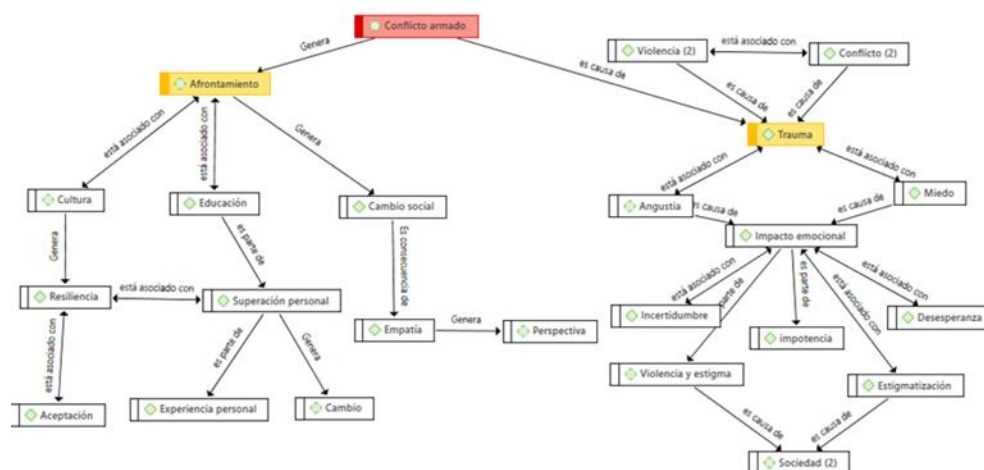 Conflicto armado
Genera
es causa de
Violencia (2)
está asociado con
Conflicto (2)
es causa de
es causa de
Afrontamiento
Trauma
está asociado con
está asociado con
Genera
está asociado con
está asociado con
Cultura
Educación
Cambio social
Angustia
Miedo
es causa de
es causa de
Genera
es parte de
Es consecuencia de
Impacto emocional
Resiliencia
está asociado con
Superación personal
está asociado con
parte de
es parte de
está asociado con
está asociado con
Empatía
Genera
Perspectiva
Incertidumbre
impotencia
Desesperanza
está asociado con
es parte de
Genera
Violencia y estigma
Estigmatización
Aceptación
Experiencia personal
Cambio
es causa de
es causa de
Sociedad (2)